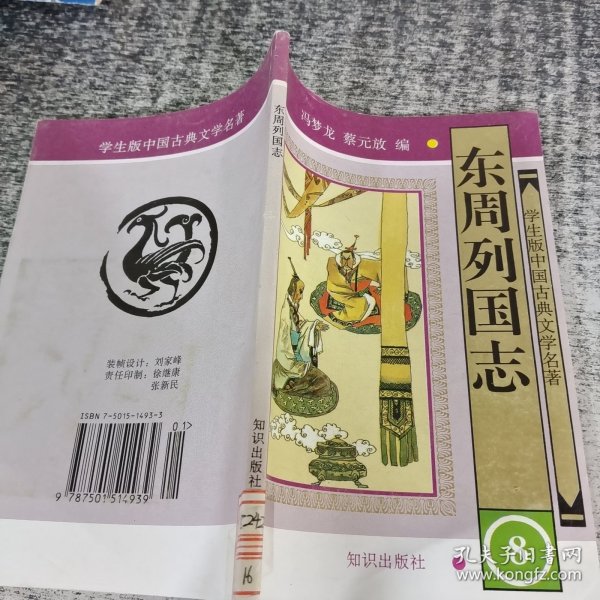 学生版中国古典文学名著
装帧设计：刘家峰
责任印制：徐继康
张新民
ISBN 7-5015-1493-3
01>
9 787501 514939
东周列国志
知识出版社
16
冯梦龙 蔡元放 编
东周列国志
学生版中国古典文学名著
8
知识出版社
孔夫子旧书网
www.kongfz.com